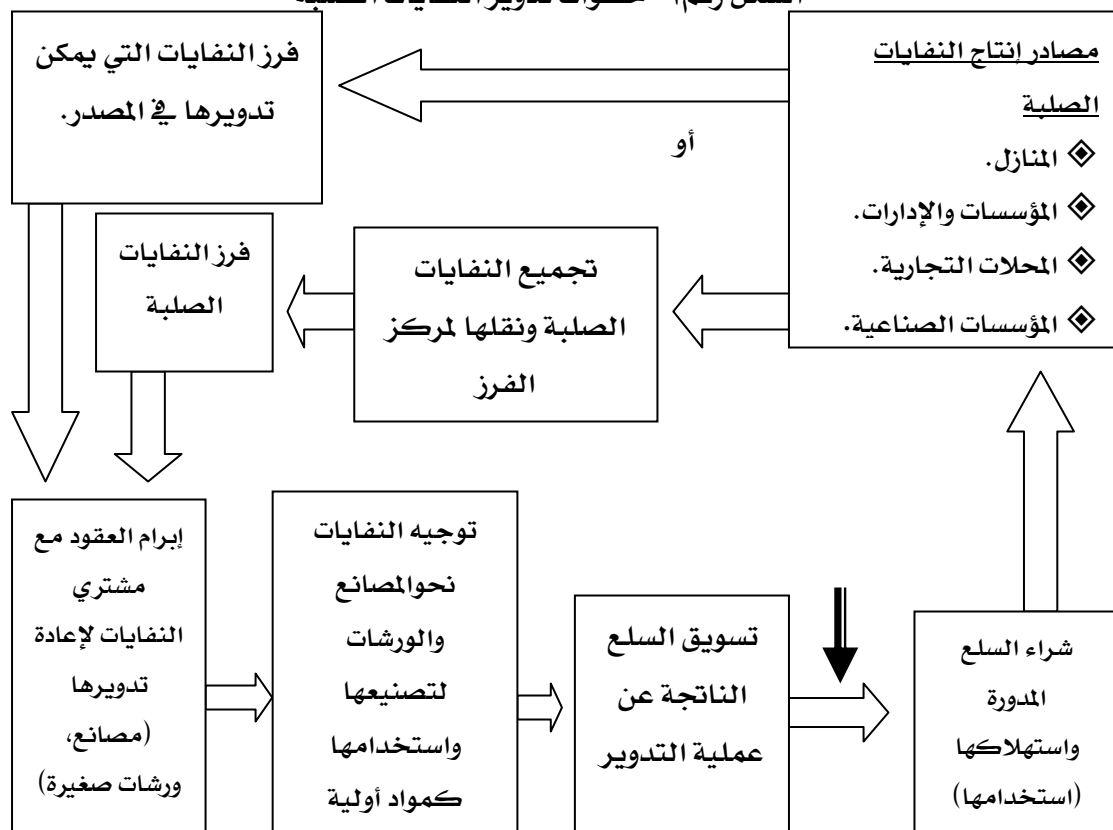 مصادر إنتاج النفايات
الصلبة
المنازل.
المؤسسات والإدارات.
المحلات التجارية.
المؤسسات الصناعية.
فرز النفايات التي يمكن
تدويرها في المصدر.
أو
تجميع النفايات
الصلبة ونقلها لمركز
الفرز
فرز النفايات
الصلبة
إبرام العقود مع
مشتري
النفايات لإعادة
تدويرها
(مصانع،
ورشات صغيرة)
توجيه النفايات
نحوالمصانع
والورشات
لتصنيعها
واستخدامها
كمواد أولية
تسويق السلع
الناتجة عن
عملية التدوير
شراء السلع
المدورة
واستهلاكها
(استخدامها)